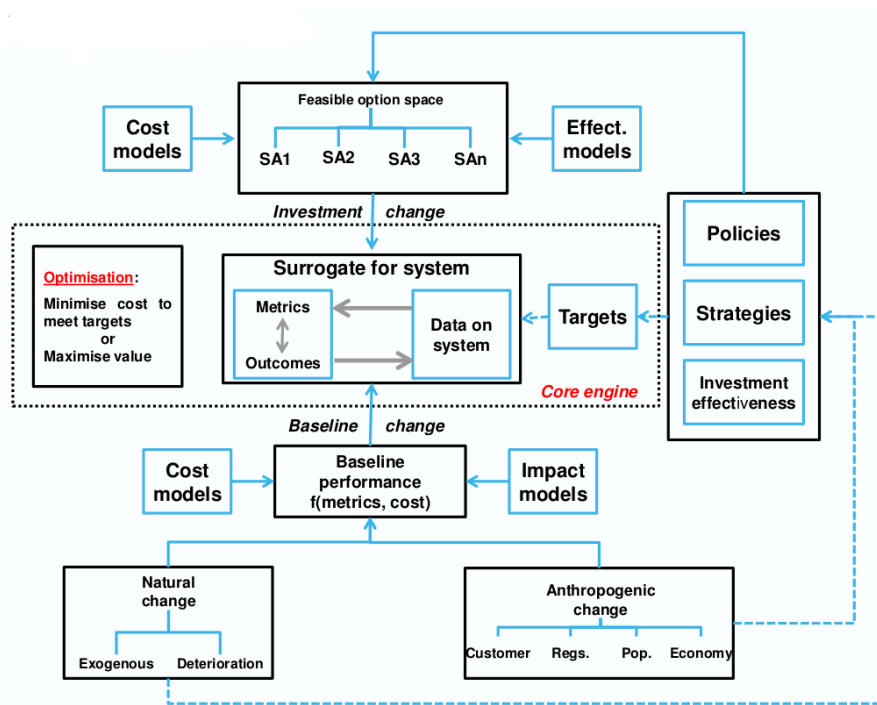 Feasible option space
Cost
models
SA1 SA2 SA3 SAn
Effect.
models
Investment change
Policies
Strategies
Investment
effectiveness
Optimisation:
Minimise cost to
meet targets
or
Maximise value
Surrogate for system
Metrics
Outcomes
Data on
system
Targets
Core engine
Baseline change
Cost
models
Baseline
performance
f(metrics, cost)
Impact
models
Natural
change
Exogenous Deterioration
Anthropogenic
change
Customer Regs. Pop. Economy